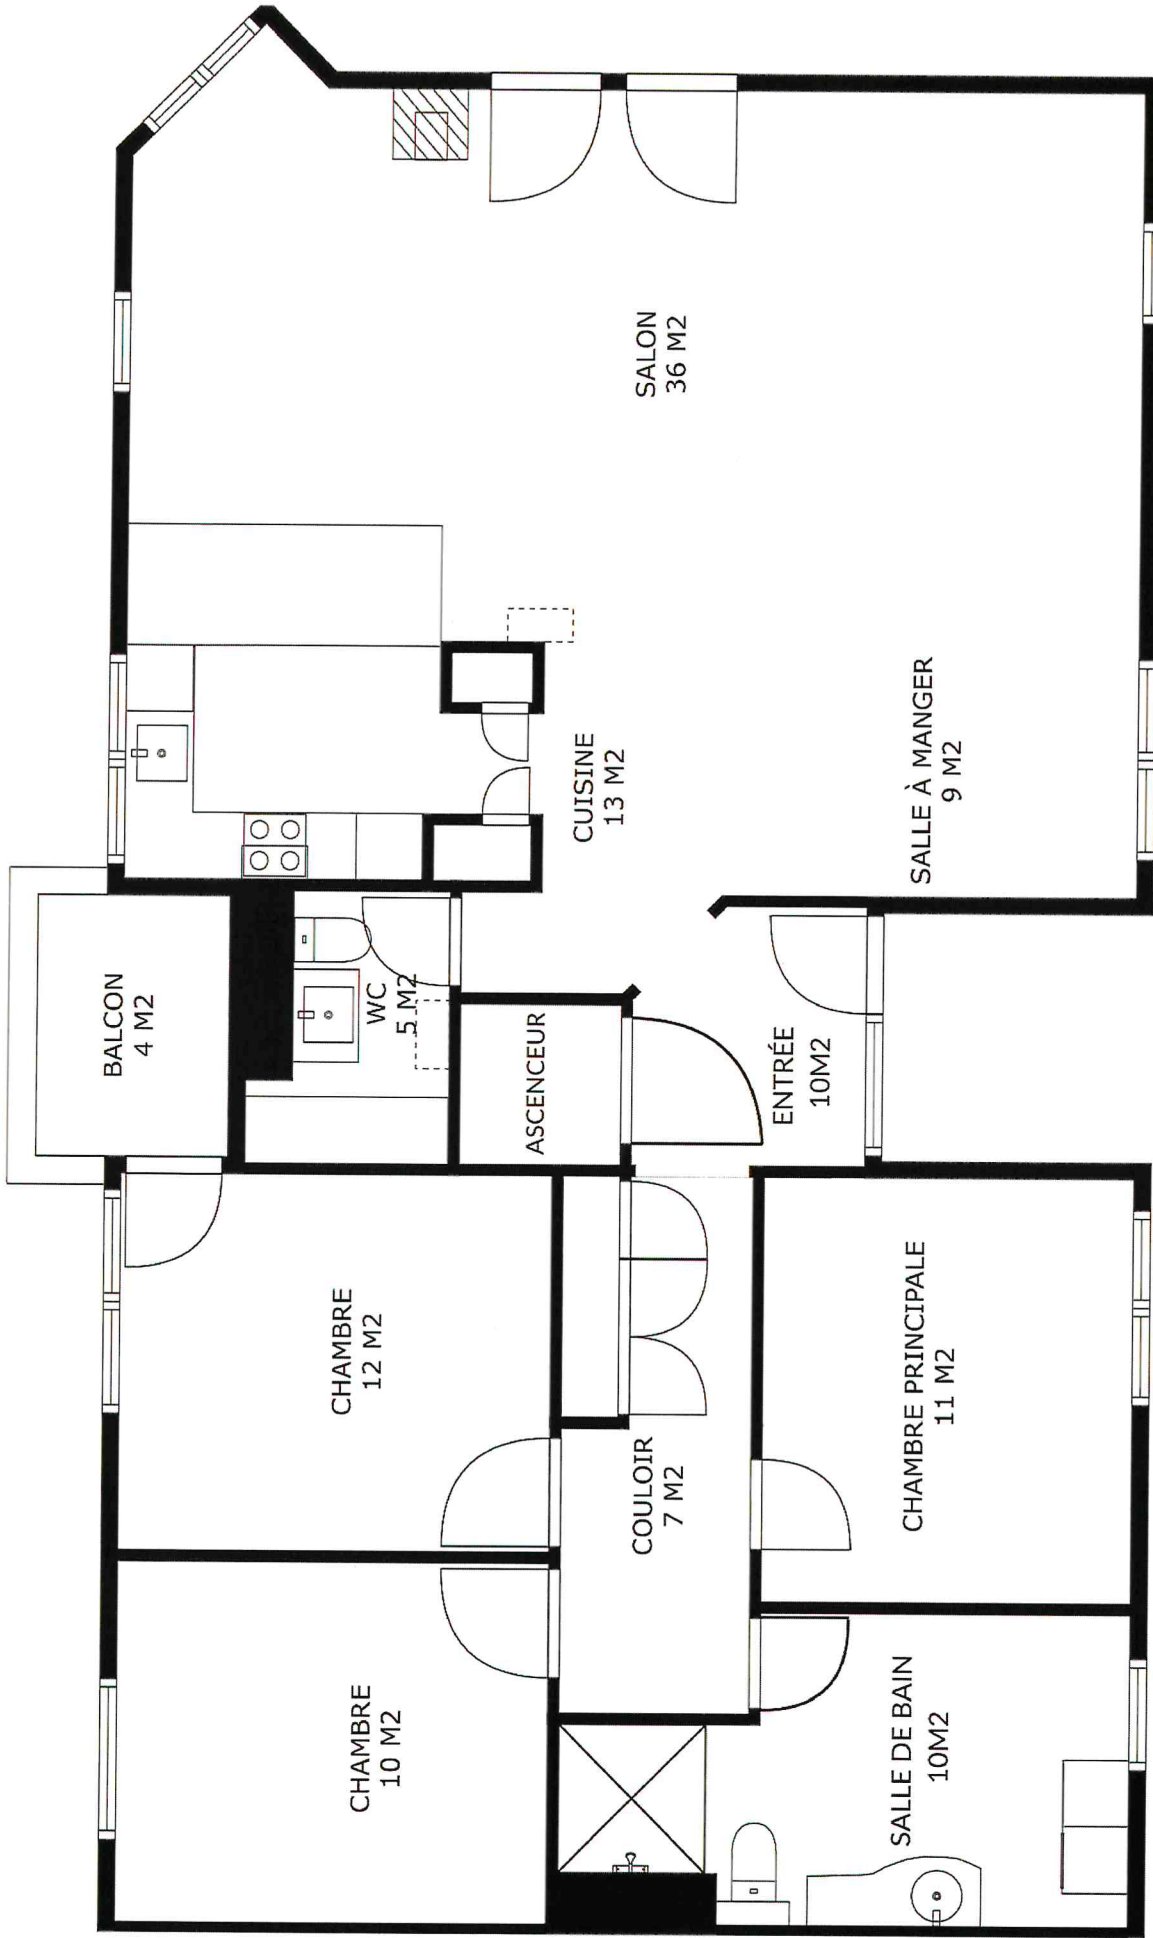 CHAMBRE
10 M2
CHAMBRE
12 M2
BALCON
4 M2
WC
5 M2
ASCENCEUR
CUISINE
13 M2
SALON
36 M2
SALLE DE BAIN
10M2
COULOIR
7 M2
CHAMBRE PRINCIPALE
11 M2
ENTRÉE
10M2
SALLE À MANGER
9 M2